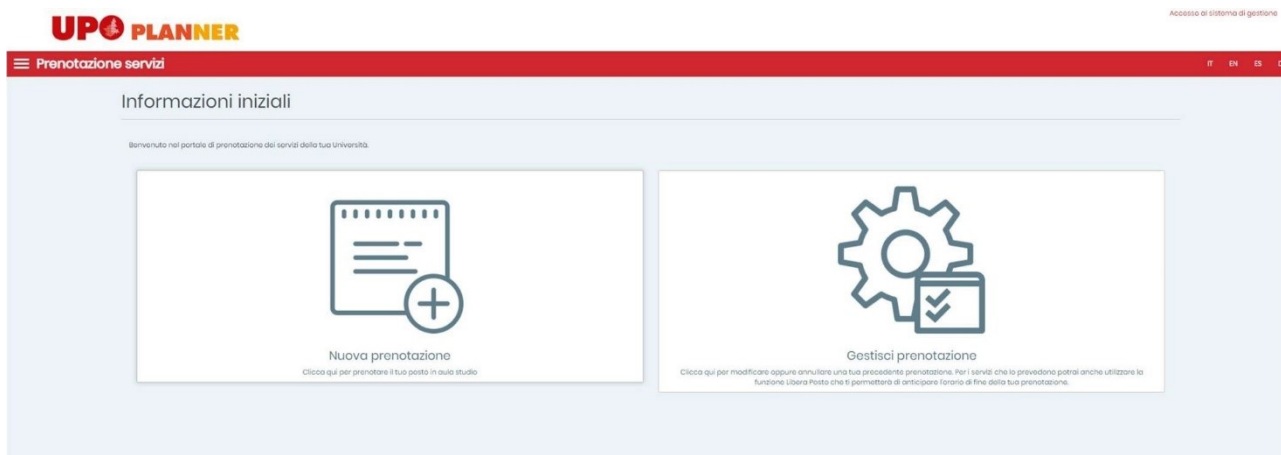 Accesso al sistema di gestione
UPO PLANNER
Prenotazione servizi
IT EN ES
Informazioni iniziali
Benvenuto nel portale di prenotazione dei servizi della tua Università.
Nuova prenotazione
Clicca qui per prenotare il tuo posto in aula studio
Gestisci prenotazione
Clicca qui per modificare oppure annullare una tua precedente prenotazione. Per i servizi che lo prevedono potrai anche utilizzare la
funzione Libera Posto che ti permetterà di anticipare l'orario di fine della tua prenotazione.